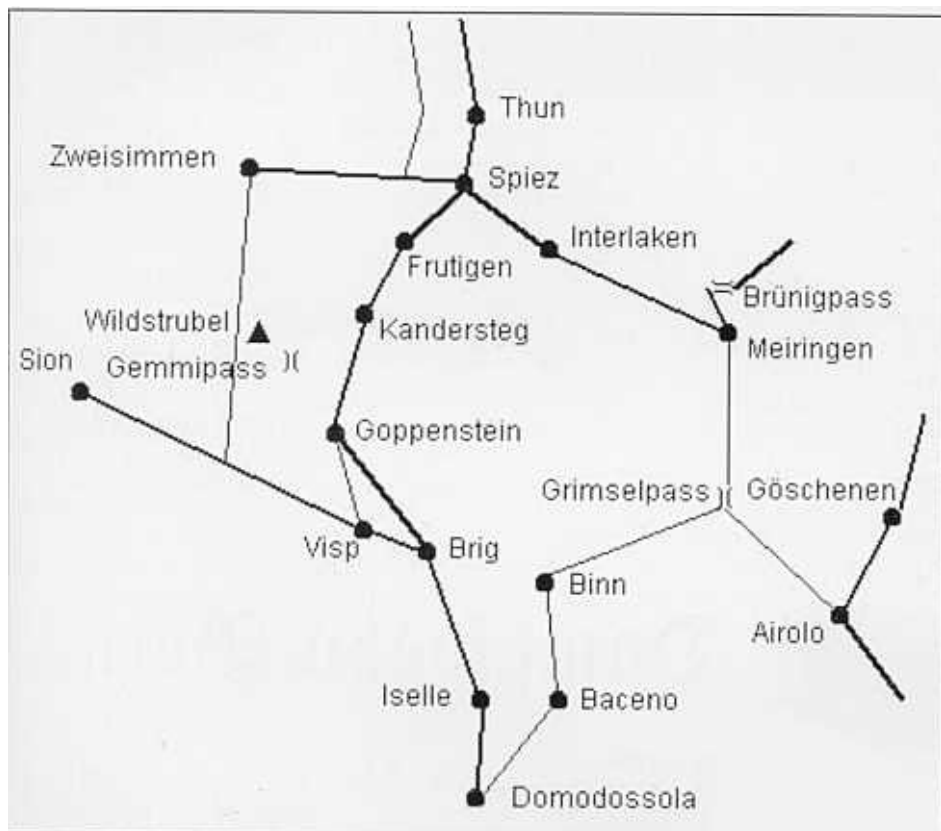 Thun
Zweisimmen
Spiez
Interlaken
Frutigen
Brünigpass
Wildstrubel
Kandersteg
Meiringen
Sion
Gemmipass
Goppenstein
Grimselpass
Göschenen
Visp
Brig
Binn
Airolo
Iselle
Baceno
Domodossola